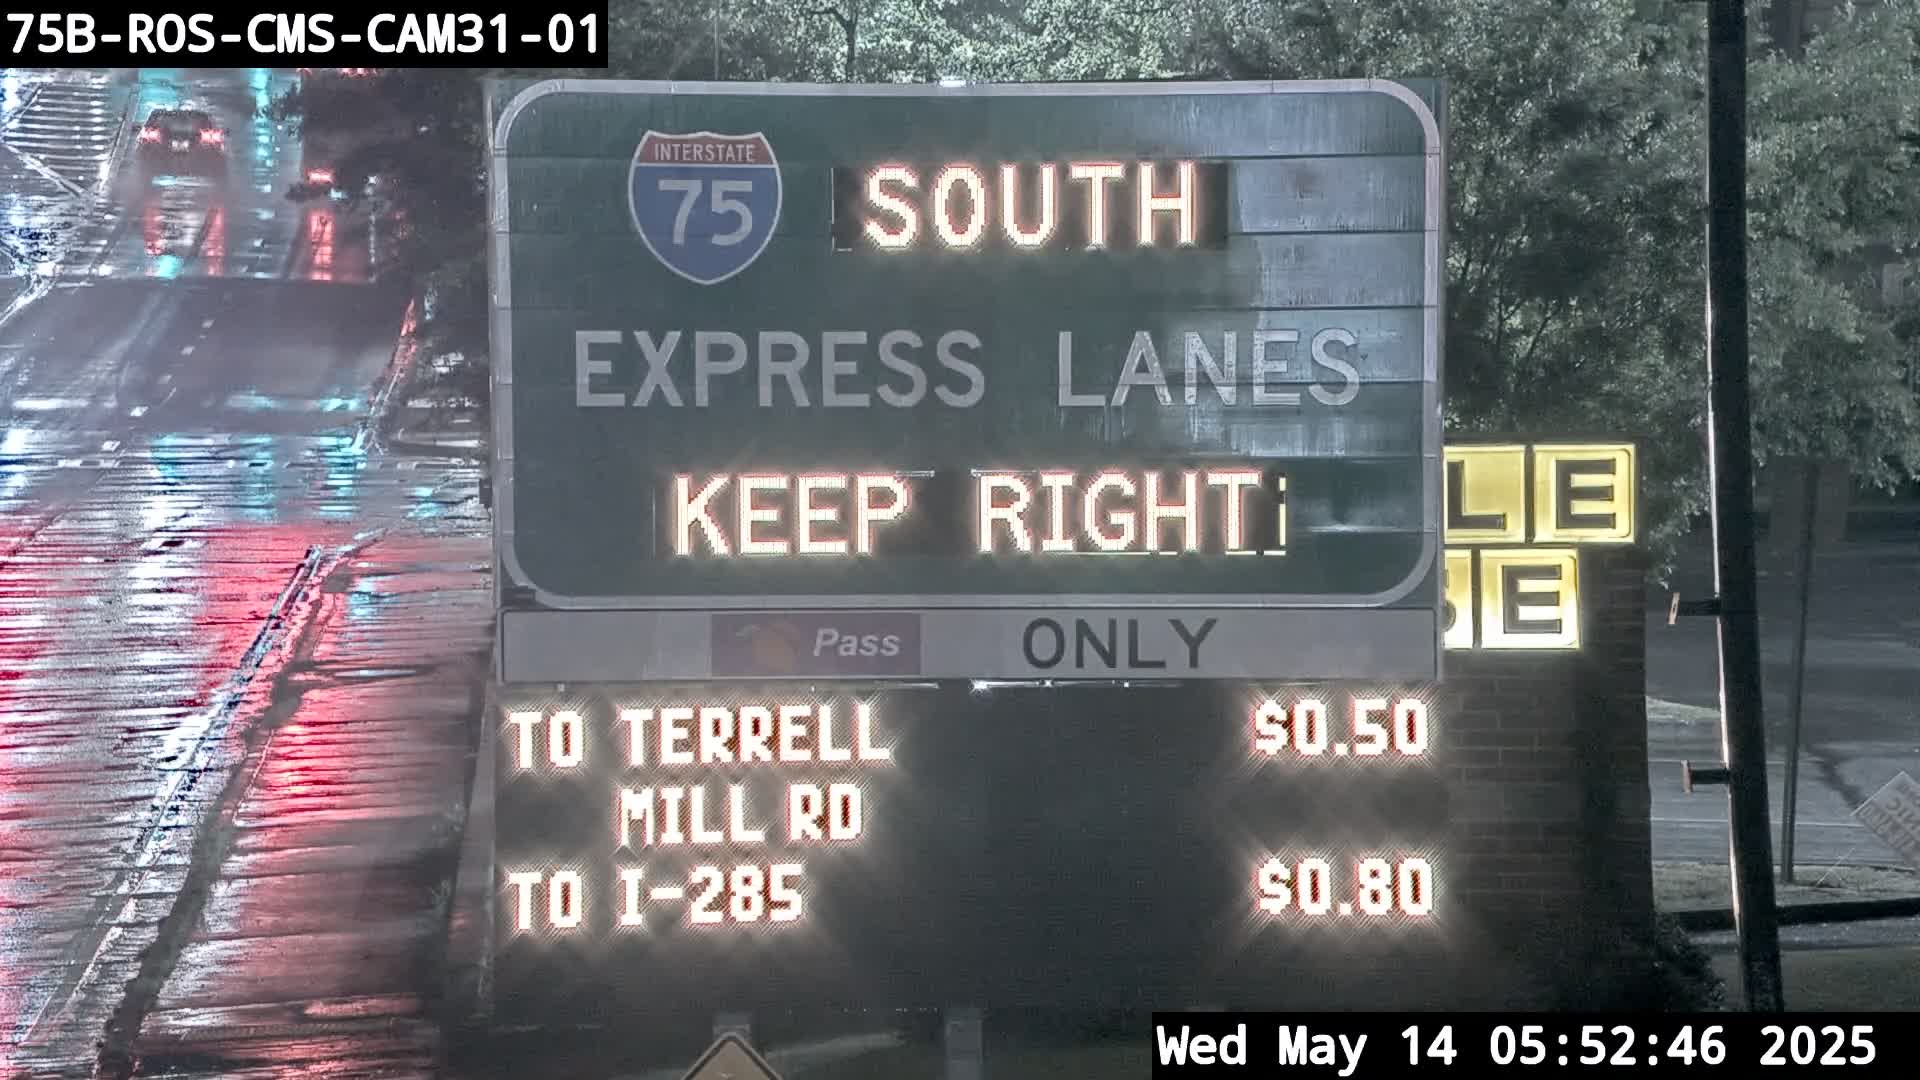 75B-ROS-CMS-CAM31-01
INTERSTATE
75
SOUTH
EXPRESS LANES
KEEP RIGHT
LE
E
Pass
ONLY
TO TERRELL $0.50
MILL RD
TO I-285 $0.80
Wed May 14 05:52:46 2025